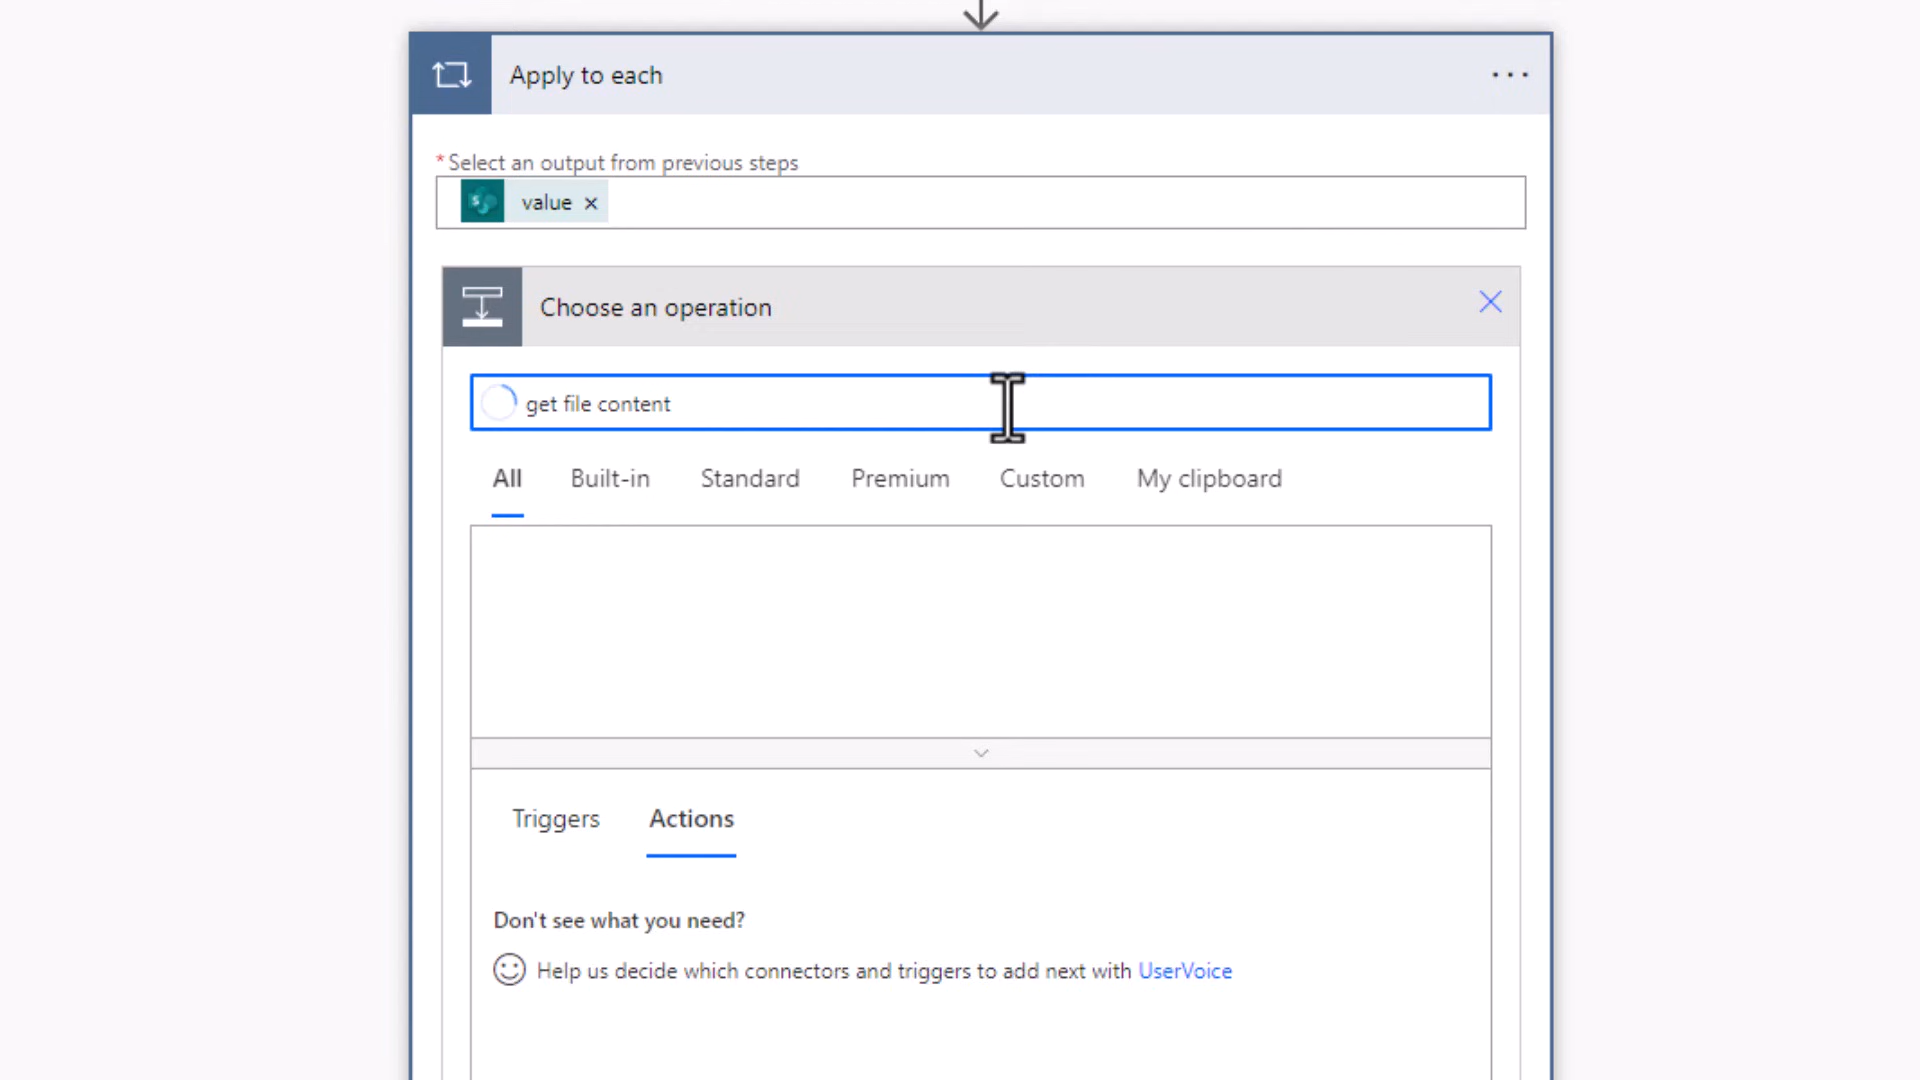 Apply to each
* Select an output from previous steps
value
Choose an operation
get file content
All Built-in Standard Premium Custom My clipboard
Triggers Actions
Don't see what you need?
Help us decide which connectors and triggers to add next with UserVoice